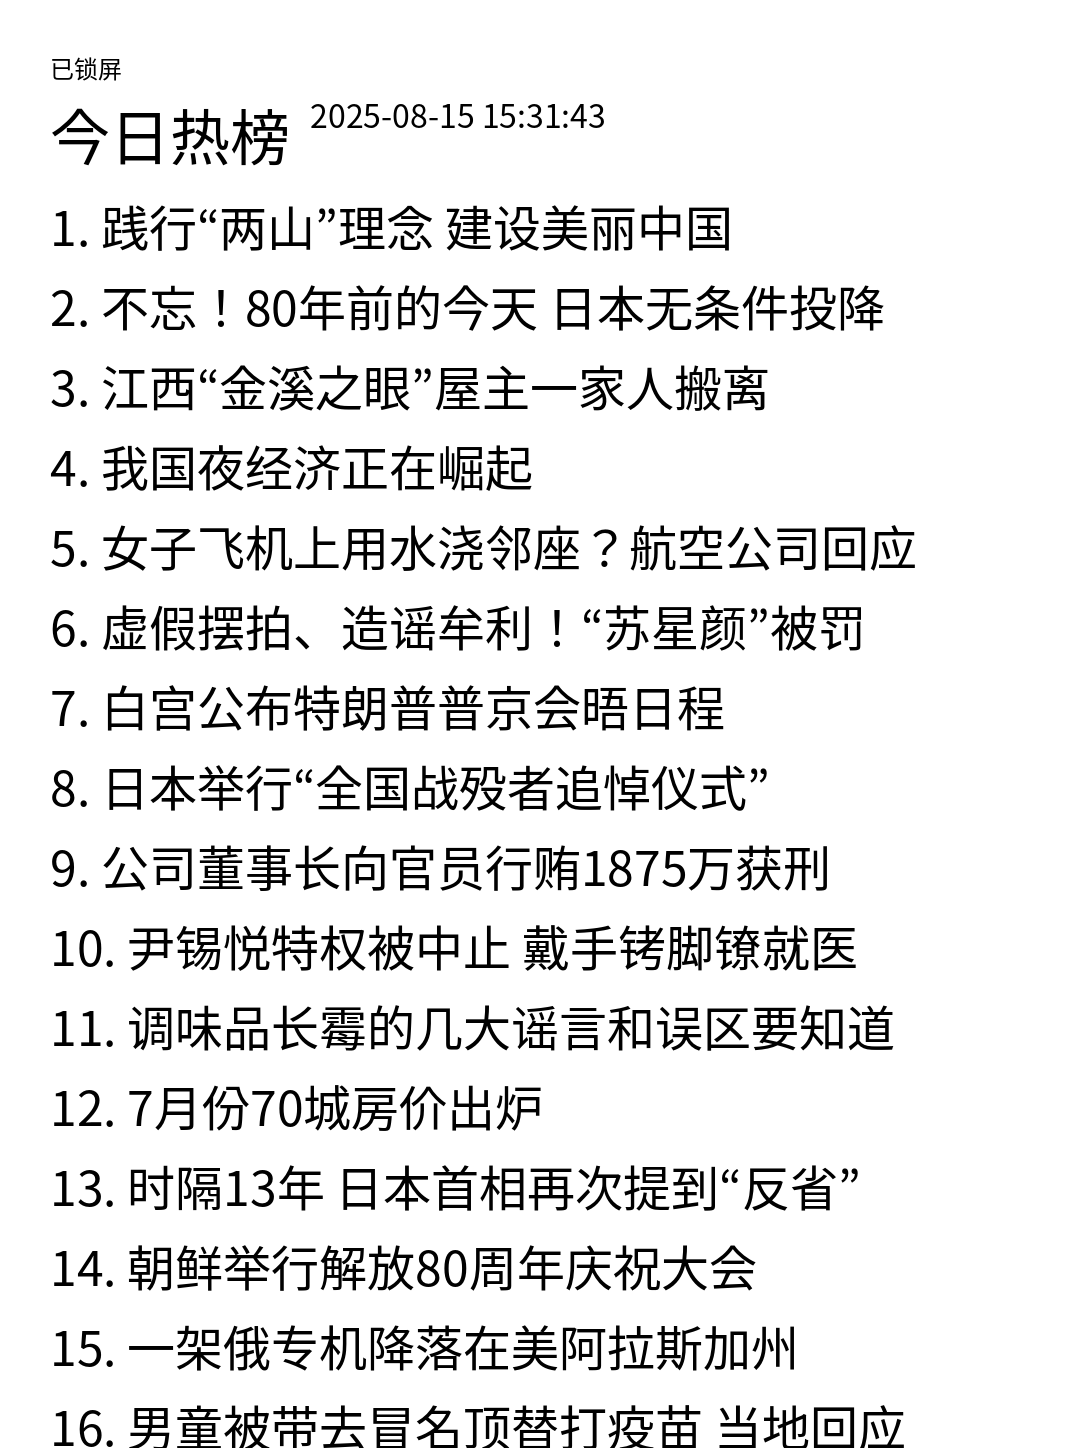 已锁屏
今日热榜 2025-08-15 15:31:43
1. 践行“两山”理念 建设美丽中国
2. 不忘！80年前的今天 日本无条件投降
3. 江西“金溪之眼”屋主一家人搬离
4. 我国夜经济正在崛起
5. 女子飞机上用水浇邻座？航空公司回应
6. 虚假摆拍、造谣牟利！“苏星颜”被罚
7. 白宫公布特朗普普京会晤日程
8. 日本举行“全国战殁者追悼仪式”
9. 公司董事长向官员行贿1875万获刑
10. 尹锡悦特权被中止 戴手铐脚镣就医
11. 调味品长霉的几大谣言和误区要知道
12. 7月份70城房价出炉
13. 时隔13年 日本首相再次提到“反省”
14. 朝鲜举行解放80周年庆祝大会
15. 一架俄专机降落在美阿拉斯加州
16. 男童被带去冒名顶替打疫苗 当地回应